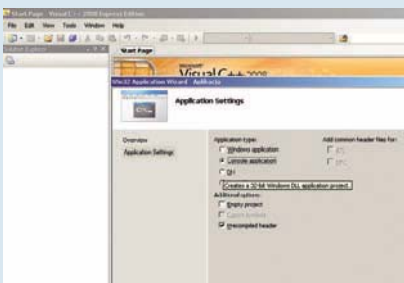 Start Page - Visual C++ 2008 Express Edition
File Edit View Tools Window Help
Solution Explorer
Start Page
Visual C++ 2008
Win32 Application Wizard -
Application Settings
Overview
Application Settings
Application type:
Windows application
Console application
DLL
Creates a 32-bit Windows DLL application project.
Additional options:
Empty project
Export symbols
Precompiled header
Add common header files for:
ATL
MFC